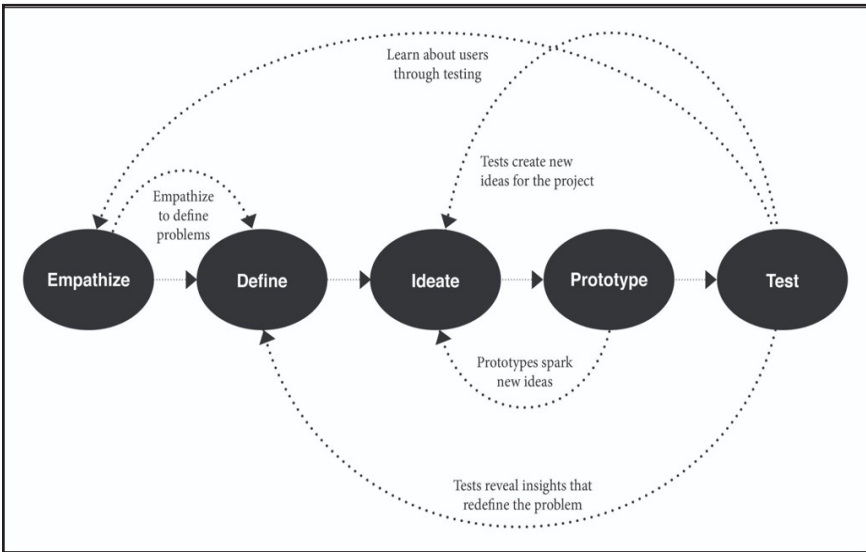 Learn about users
through testing
Tests create new
ideas for the project
Empathize
to define
problems
Empathize
Define
Ideate
Prototype
Test
Prototypes spark
new ideas
Tests reveal insights that
redefine the problem